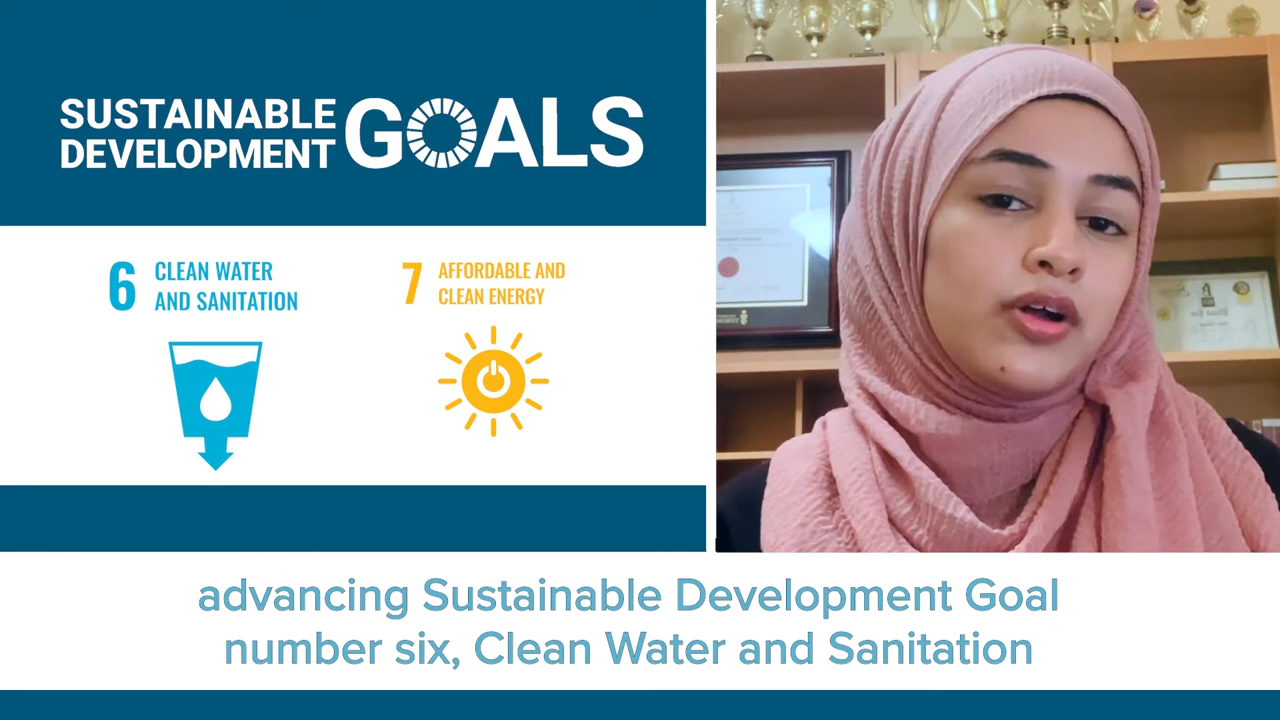 SUSTAINABLE
DEVELOPMENT
GOALS
6
CLEAN WATER
AND SANITATION
7
AFFORDABLE AND
CLEAN ENERGY
advancing Sustainable Development Goal
number six, Clean Water and Sanitation